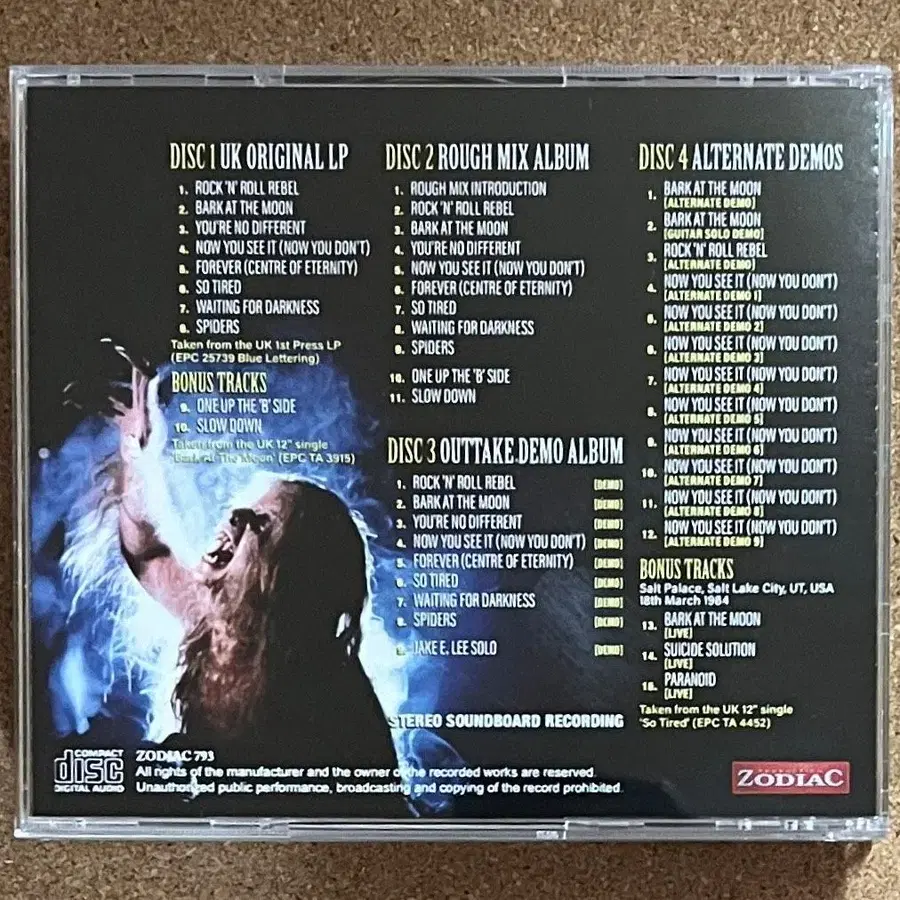 DISC 1 UK ORIGINAL LP
1. ROCK 'N' ROLL REBEL
2. BARK AT THE MOON
3. YOU'RE NO DIFFERENT
4. NOW YOU SEE IT (NOW YOU DON'T)
5. FOREVER (CENTRE OF ETERNITY)
6. SO TIRED
7. WAITING FOR DARKNESS
8. SPIDERS
Taken from the UK 1st Press LP
(EPC 25739 Blue Lettering)
BONUS TRACKS
9. ONE UP THE 'B' SIDE
10. SLOW DOWN
Taken from the UK 12" single
'Bark At The Moon' (EPC TA 3915)
DISC 2 ROUGH MIX ALBUM
1. ROUGH MIX INTRODUCTION
2. ROCK 'N' ROLL REBEL
3. BARK AT THE MOON
4. YOU'RE NO DIFFERENT
5. NOW YOU SEE IT (NOW YOU DON'T)
6. FOREVER (CENTRE OF ETERNITY)
7. SO TIRED
8. WAITING FOR DARKNESS
9. SPIDERS
10. ONE UP THE 'B' SIDE
11. SLOW DOWN
DISC 3 OUTTAKE DEMO ALBUM
1. ROCK 'N' ROLL REBEL [DEMO]
2. BARK AT THE MOON [DEMO]
3. YOU'RE NO DIFFERENT [DEMO]
4. NOW YOU SEE IT (NOW YOU DON'T) [DEMO]
5. FOREVER (CENTRE OF ETERNITY) [DEMO]
6. SO TIRED [DEMO]
7. WAITING FOR DARKNESS [DEMO]
8. SPIDERS [DEMO]
9. JAKE E. LEE SOLO [DEMO]
STEREO SOUNDBOARD RECORDING
DISC 4 ALTERNATE DEMOS
1. BARK AT THE MOON
[ALTERNATE DEMO]
2. BARK AT THE MOON
[GUITAR SOLO DEMO]
3. ROCK 'N' ROLL REBEL
[ALTERNATE DEMO]
4. NOW YOU SEE IT (NOW YOU DON'T)
[ALTERNATE DEMO 1]
5. NOW YOU SEE IT (NOW YOU DON'T)
[ALTERNATE DEMO 2]
6. NOW YOU SEE IT (NOW YOU DON'T)
[ALTERNATE DEMO 3]
7. NOW YOU SEE IT (NOW YOU DON'T)
[ALTERNATE DEMO 4]
8. NOW YOU SEE IT (NOW YOU DON'T)
[ALTERNATE DEMO 5]
9. NOW YOU SEE IT (NOW YOU DON'T)
[ALTERNATE DEMO 6]
10. NOW YOU SEE IT (NOW YOU DON'T)
[ALTERNATE DEMO 7]
11. NOW YOU SEE IT (NOW YOU DON'T)
[ALTERNATE DEMO 8]
12. NOW YOU SEE IT (NOW YOU DON'T)
[ALTERNATE DEMO 9]
BONUS TRACKS
Salt Palace, Salt Lake City, UT, USA
18th March 1984
13. BARK AT THE MOON
[LIVE]
14. SUICIDE SOLUTION
[LIVE]
15. PARANOID
[LIVE]
Taken from the UK 12" single
'So Tired' (EPC TA 4452)
COMPACT
disc
DIGITAL AUDIO
ZODIAC 793
All rights of the manufacturer and the owner of the recorded works are reserved.
Unauthorized public performance, broadcasting and copying of the record prohibited.
ZODIAC